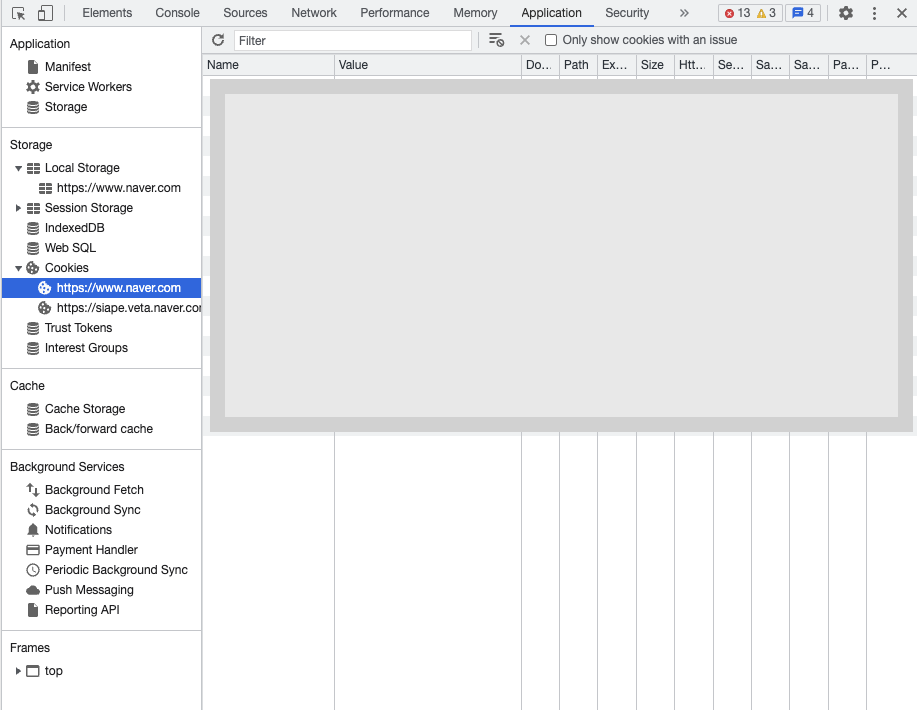 Elements Console Sources Network Performance Memory Application Security » 13 3 4
Application
Manifest
Service Workers
Storage
Storage
Local Storage
https://www.naver.com
Session Storage
IndexedDB
Web SQL
Cookies
https://www.naver.com
https://siape.veta.naver.cor
Trust Tokens
Interest Groups
Cache
Cache Storage
Back/forward cache
Background Services
Background Fetch
Background Sync
Notifications
Payment Handler
Periodic Background Sync
Push Messaging
Reporting API
Frames
top
Filter Only show cookies with an issue
Name Value Do... Path Ex... Size Htt... Se... Sa... Sa... Pa... P...